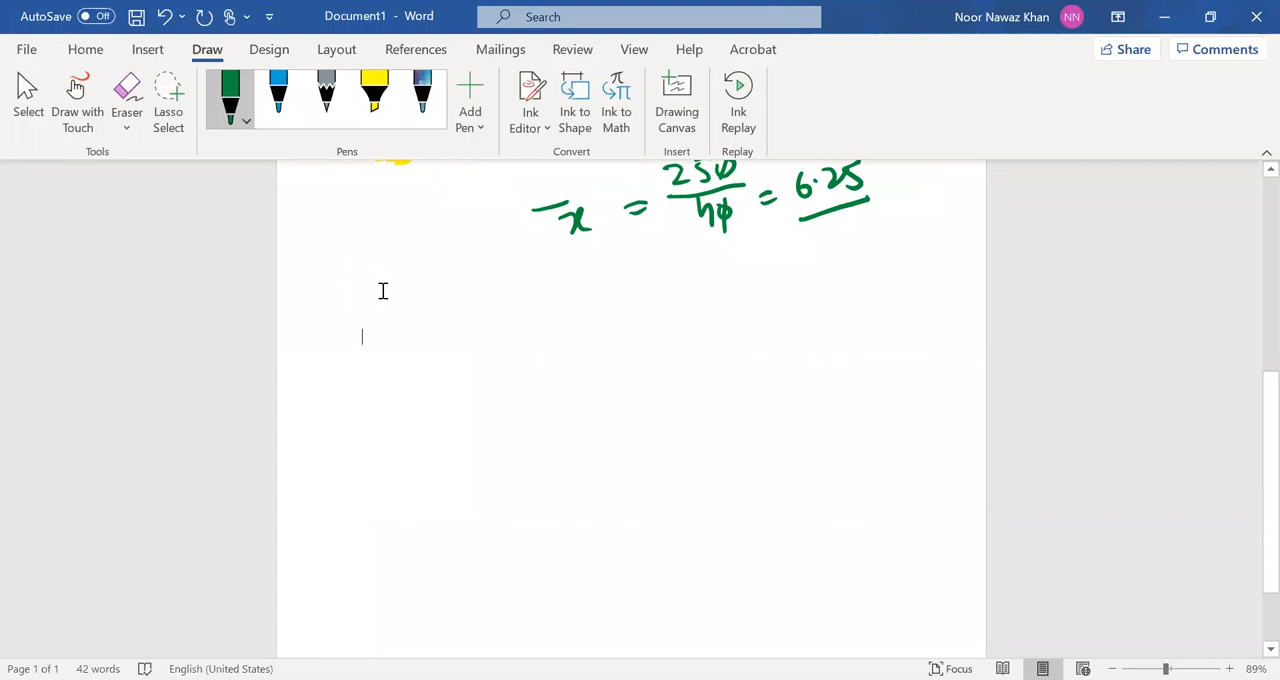 AutoSave Off Document1 - Word Search Noor Nawaz Khan NN
File Home Insert Draw Design Layout References Mailings Review View Help Acrobat Share Comments
Select Draw with Touch Eraser Lasso Select Add Pen Ink Editor Ink to Shape Ink to Math Drawing Canvas Ink Replay
Tools Pens Convert Insert Replay
x = 250/40 = 6.25
Page 1 of 1 42 words English (United States) Focus 89%